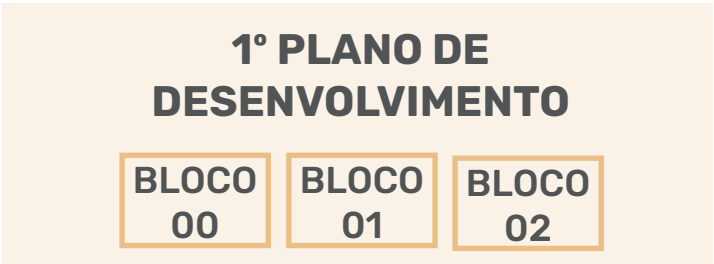 1º PLANO DE
DESENVOLVIMENTO
BLOCO
00
BLOCO
01
BLOCO
02